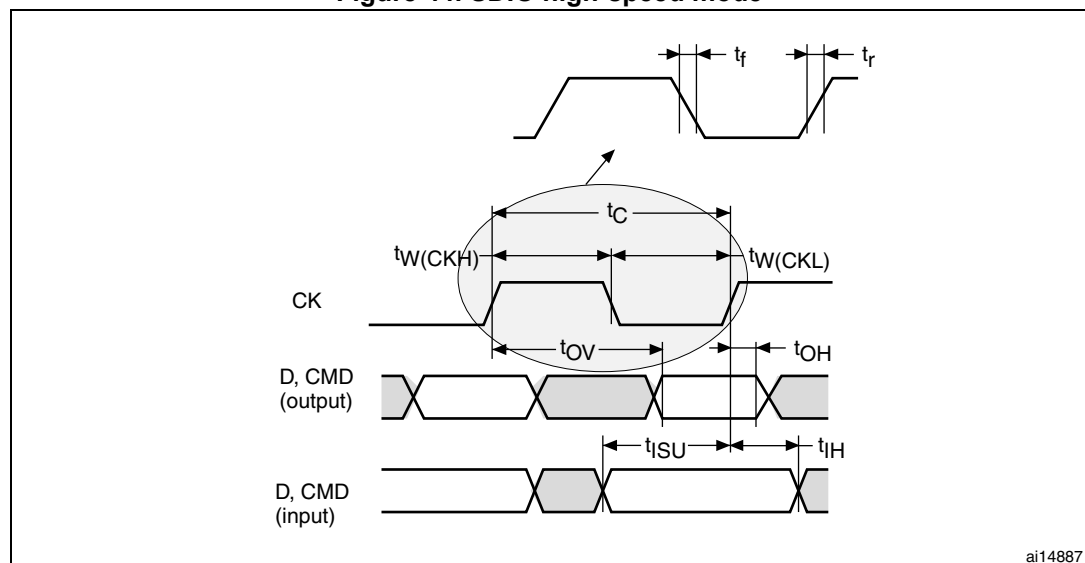 Figure SDIO high-speed mode
tf
tr
tC
tW(CKH)
tW(CKL)
CK
tOV
tOH
D, CMD
(output)
tISU
tIH
D, CMD
(input)
ai14887